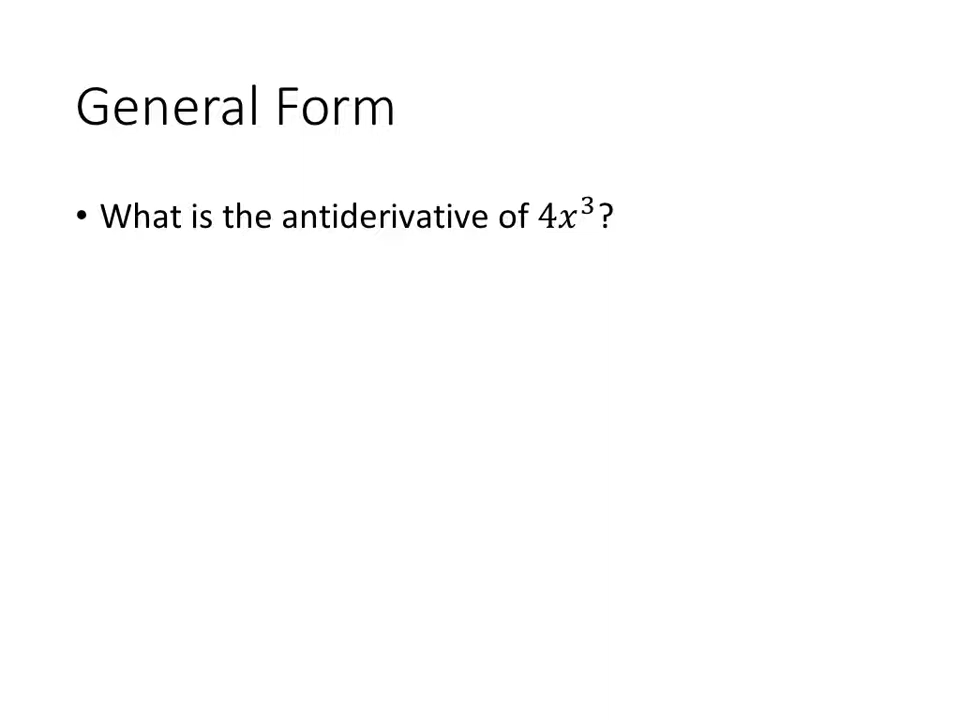 General Form
• What is the antiderivative of 4𝑥³?